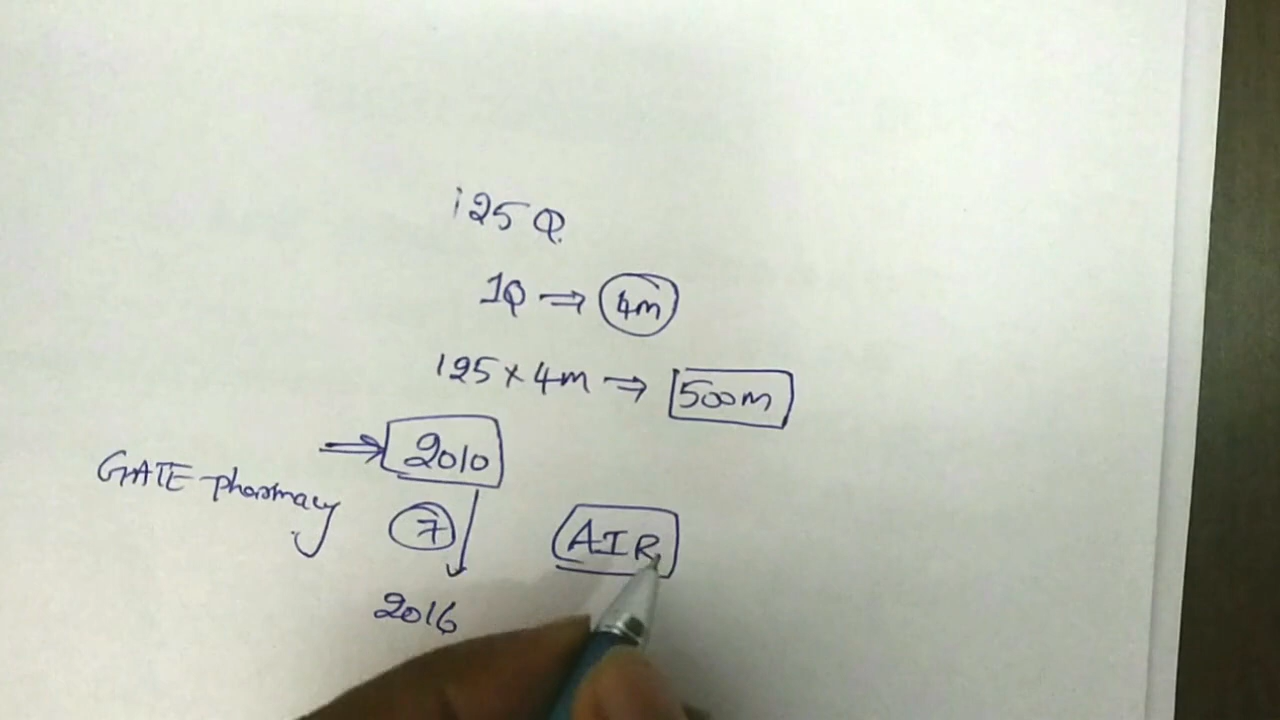 125 Q.
1Q ⇒ 4m
125 × 4m ⇒ 500m
⇒ 2010
GATE-pharmacy
7
AIR
2016